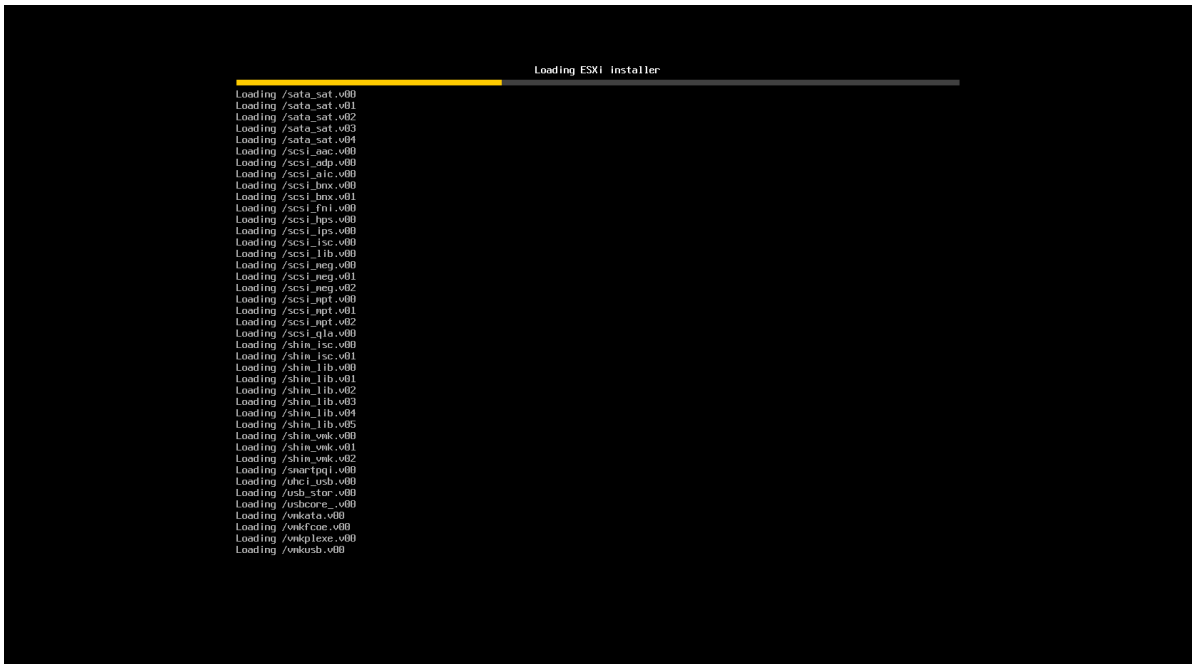 Loading ESXi installer
Loading /sata_sat.v00
Loading /sata_sat.v01
Loading /sata_sat.v02
Loading /sata_sat.v03
Loading /sata_sat.v04
Loading /scsi_aac.v00
Loading /scsi_adp.v00
Loading /scsi_aic.v00
Loading /scsi_bnx.v00
Loading /scsi_bnx.v01
Loading /scsi_fni.v00
Loading /scsi_hps.v00
Loading /scsi_ips.v00
Loading /scsi_isc.v00
Loading /scsi_lib.v00
Loading /scsi_meg.v00
Loading /scsi_meg.v01
Loading /scsi_meg.v02
Loading /scsi_mpt.v00
Loading /scsi_mpt.v01
Loading /scsi_mpt.v02
Loading /scsi_qla.v00
Loading /shim_isc.v00
Loading /shim_isc.v01
Loading /shim_lib.v00
Loading /shim_lib.v01
Loading /shim_lib.v02
Loading /shim_lib.v03
Loading /shim_lib.v04
Loading /shim_lib.v05
Loading /shim_vmk.v00
Loading /shim_vmk.v01
Loading /shim_vmk.v02
Loading /smartpqi.v00
Loading /uhci_usb.v00
Loading /usb_stor.v00
Loading /usbcore_.v00
Loading /vmkata.v00
Loading /vmkfcoe.v00
Loading /vmkplexe.v00
Loading /vmkusb.v00